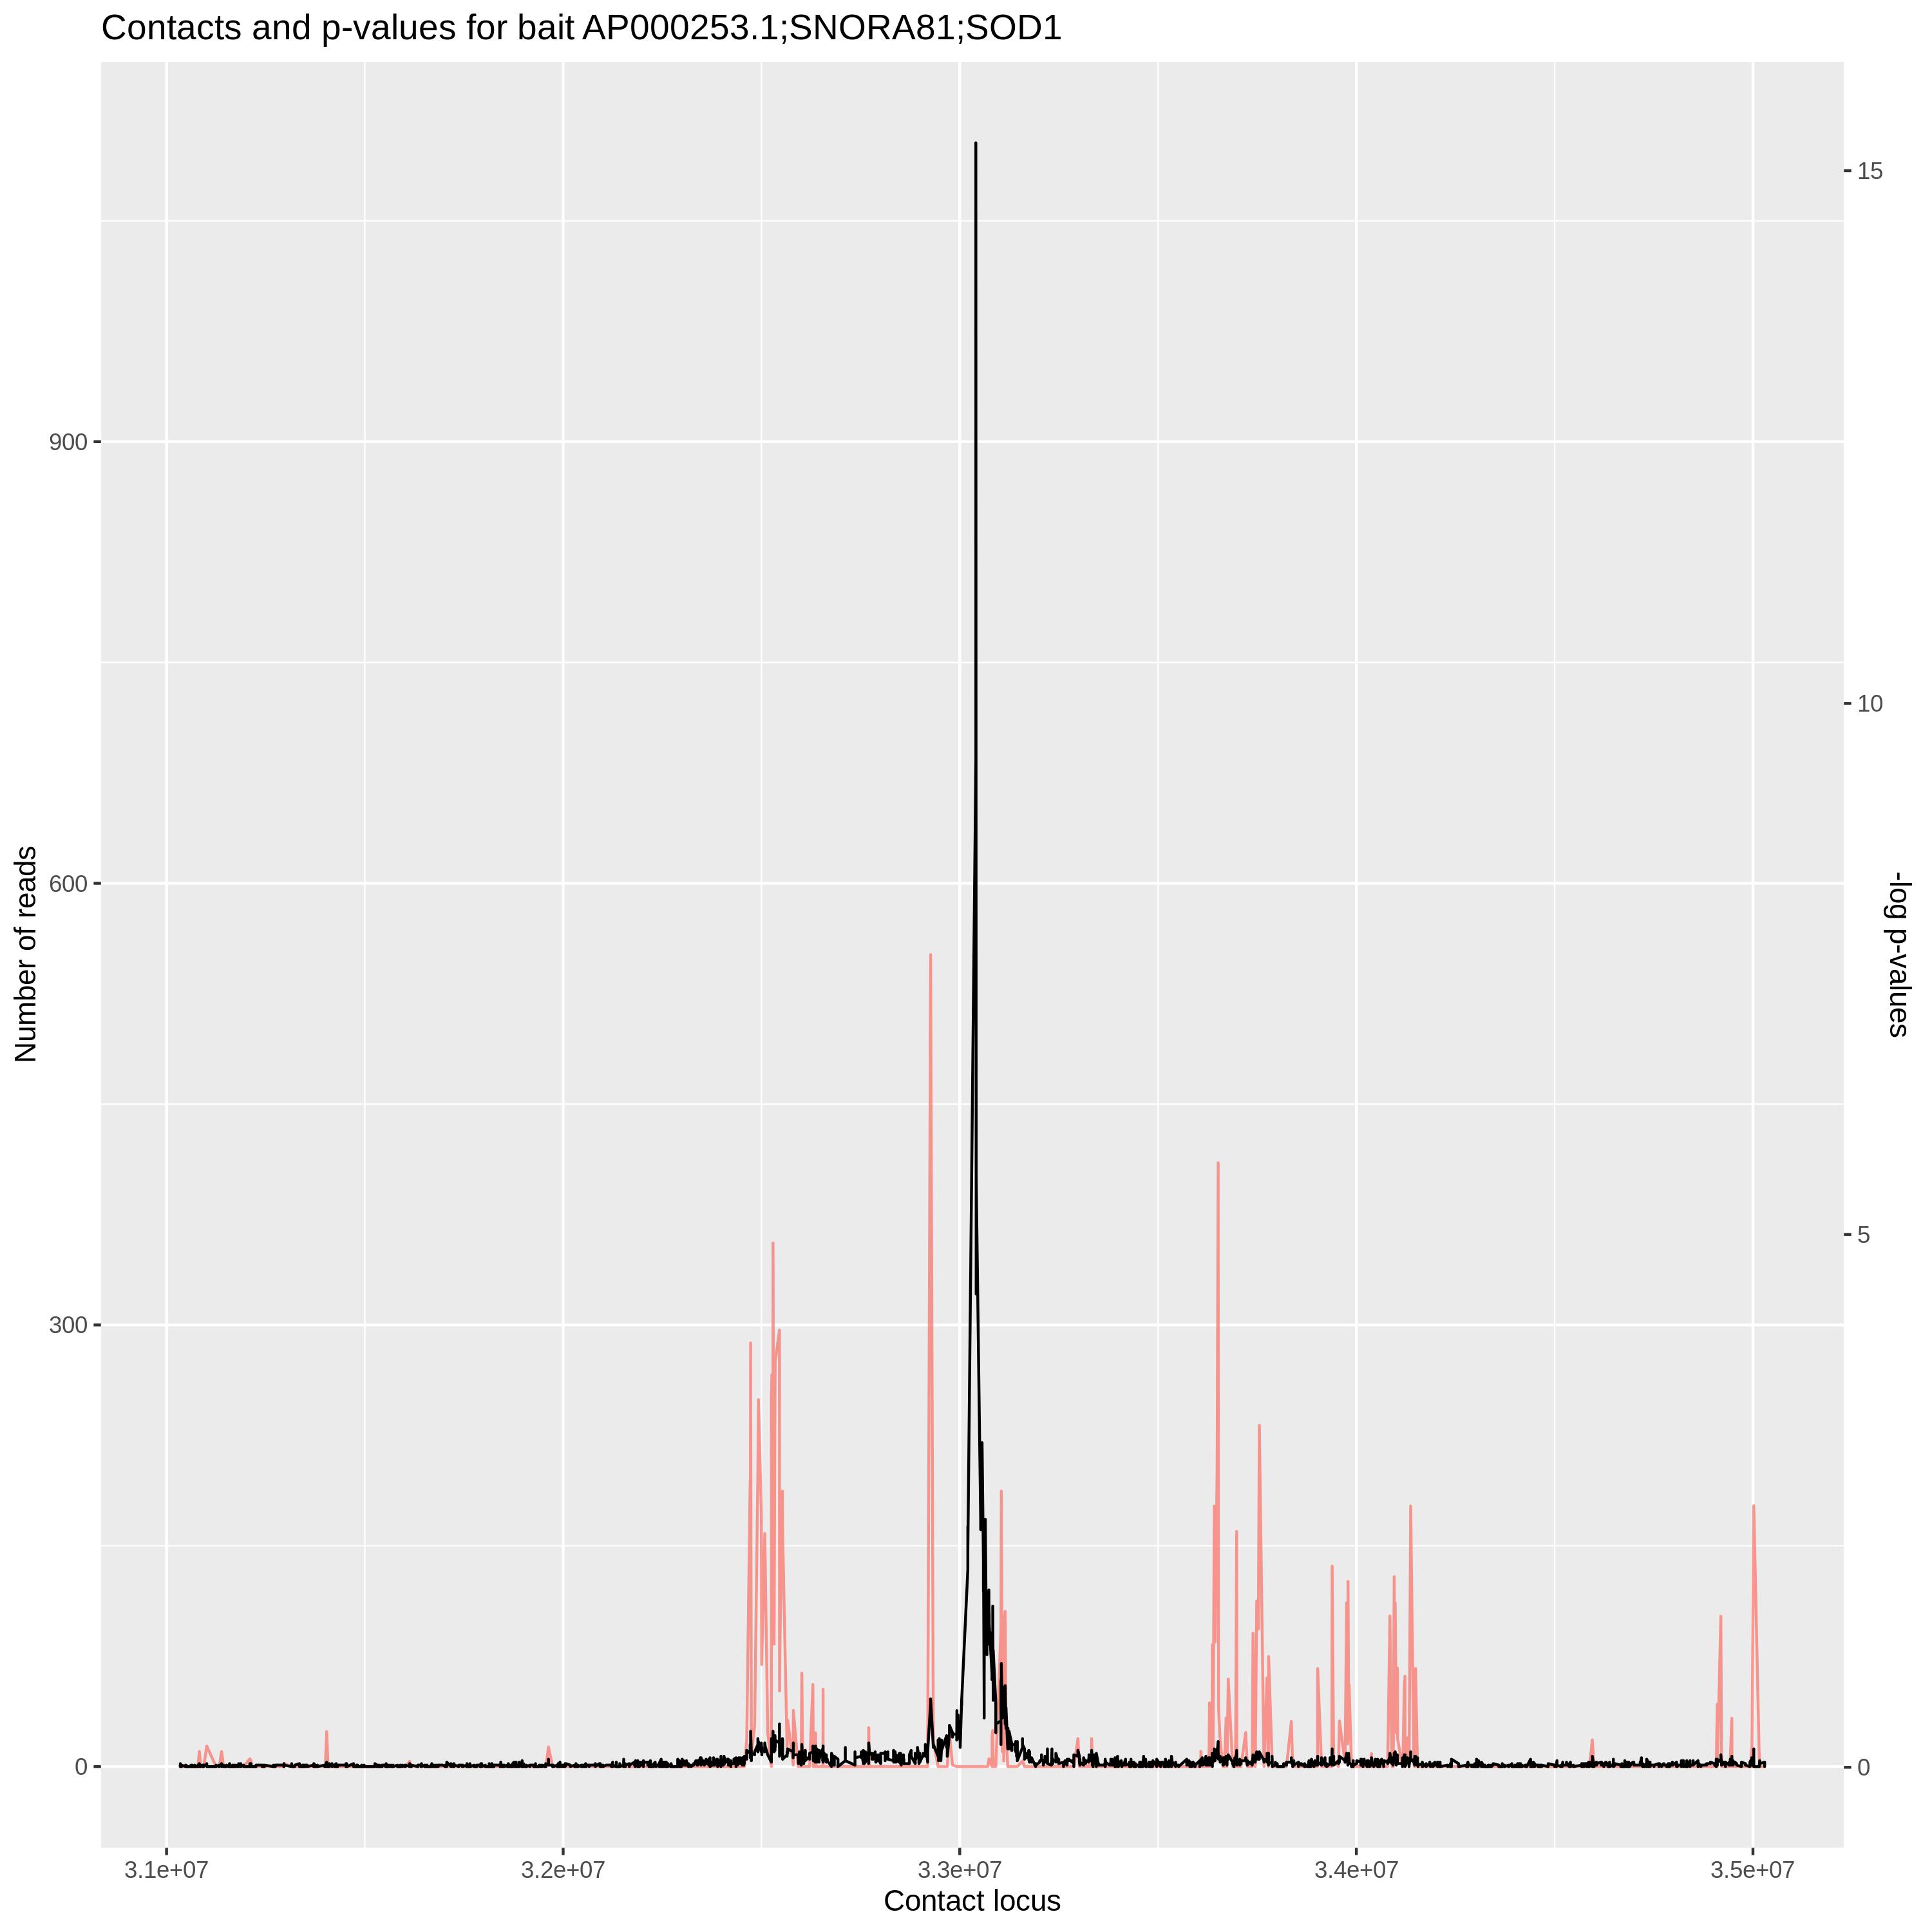 Contacts and p-values for bait AP000253.1;SNORA81;SOD1
Number of reads
900
600
300
0
15
10
5
0
-log p-values
3.1e+07 3.2e+07 3.3e+07 3.4e+07 3.5e+07
Contact locus